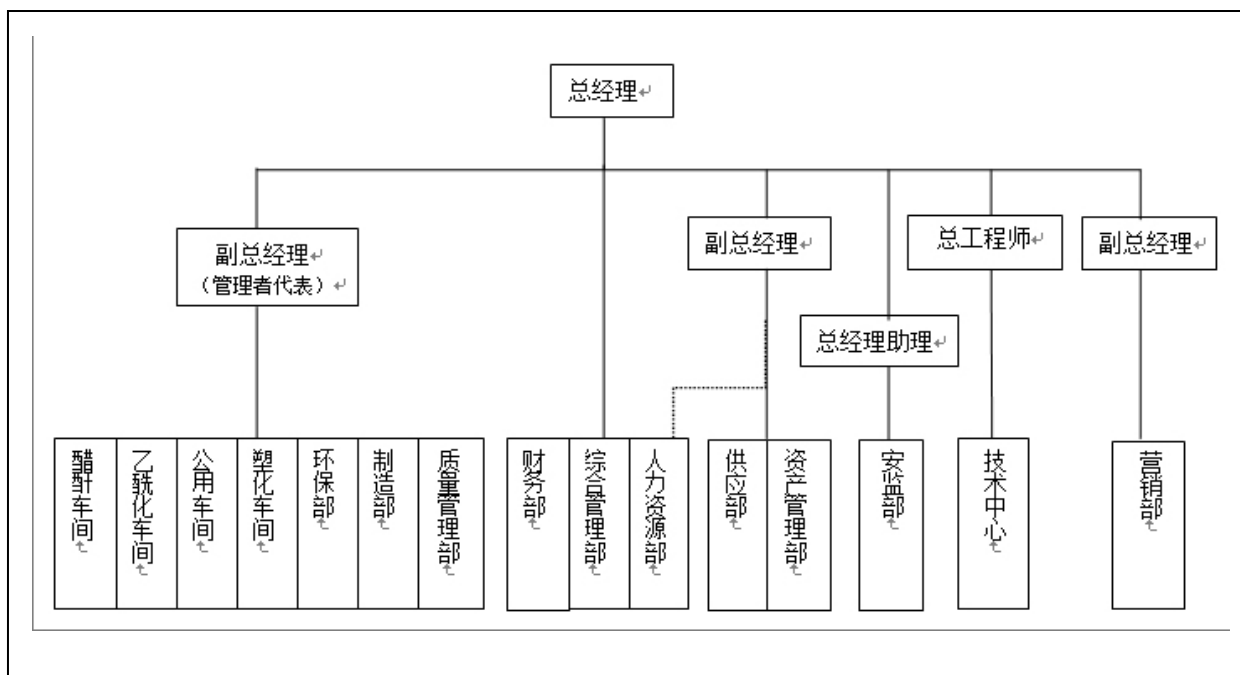 总经理
副总经理
（管理者代表）
副总经理
总工程师
副总经理
总经理助理
醋酐车间
乙酰化车间
公用车间
塑化车间
环保部
制造部
质量管理部
财务部
综合管理部
人力资源部
供应部
资产管理部
安监部
技术中心
营销部